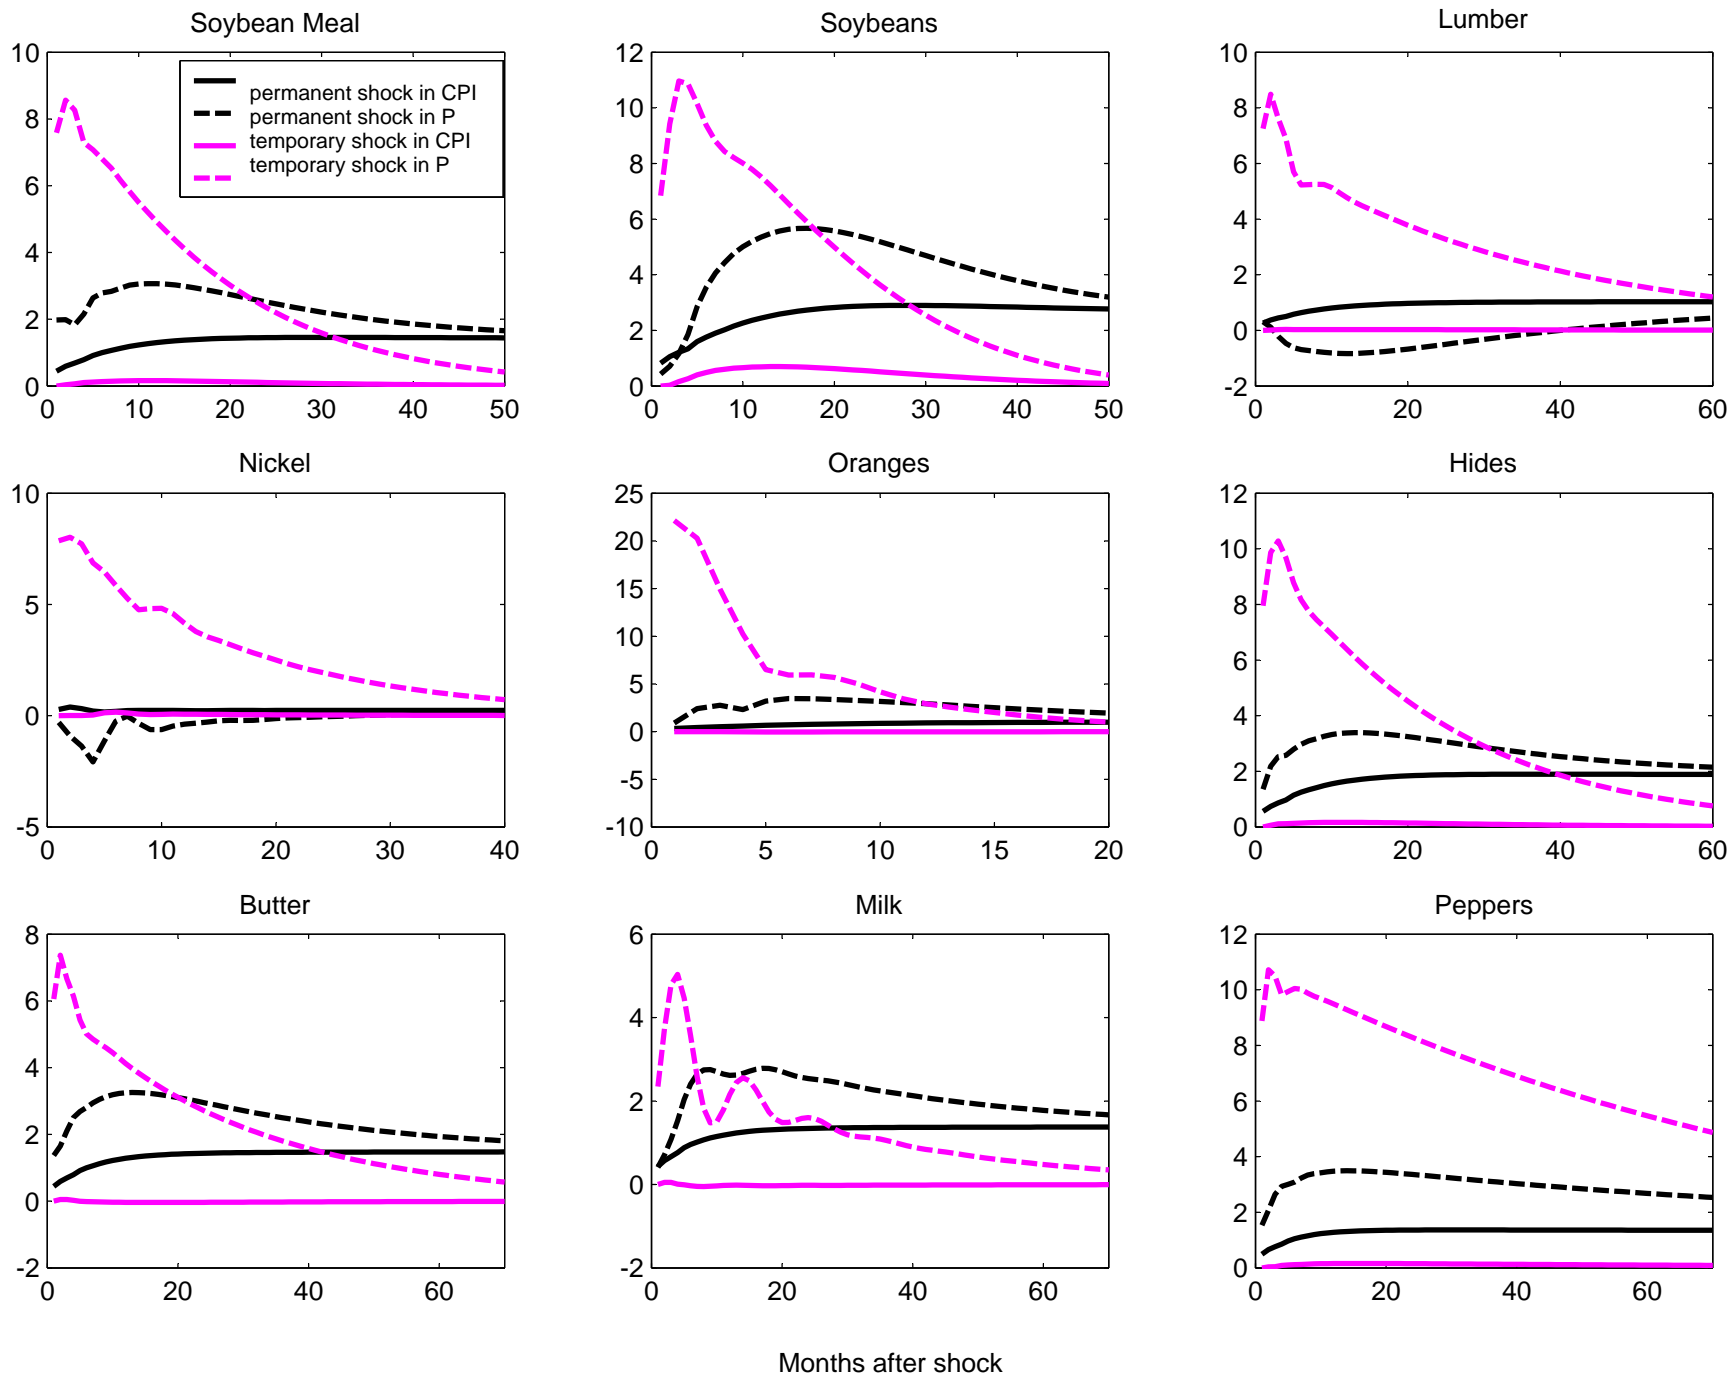 Soybean Meal
10
8
6
4
2
0
0 10 20 30 40 50
permanent shock in CPI
permanent shock in P
temporary shock in CPI
temporary shock in P
Soybeans
12
10
8
6
4
2
0
0 10 20 30 40 50
Lumber
10
8
6
4
2
0
-2
0 20 40 60
Nickel
10
5
0
-5
0 10 20 30 40
Oranges
25
20
15
10
5
0
-5
-10
0 5 10 15 20
Hides
12
10
8
6
4
2
0
0 20 40 60
Butter
8
6
4
2
0
-2
0 20 40 60
Milk
6
4
2
0
-2
0 20 40 60
Peppers
12
10
8
6
4
2
0
0 20 40 60
Months after shock